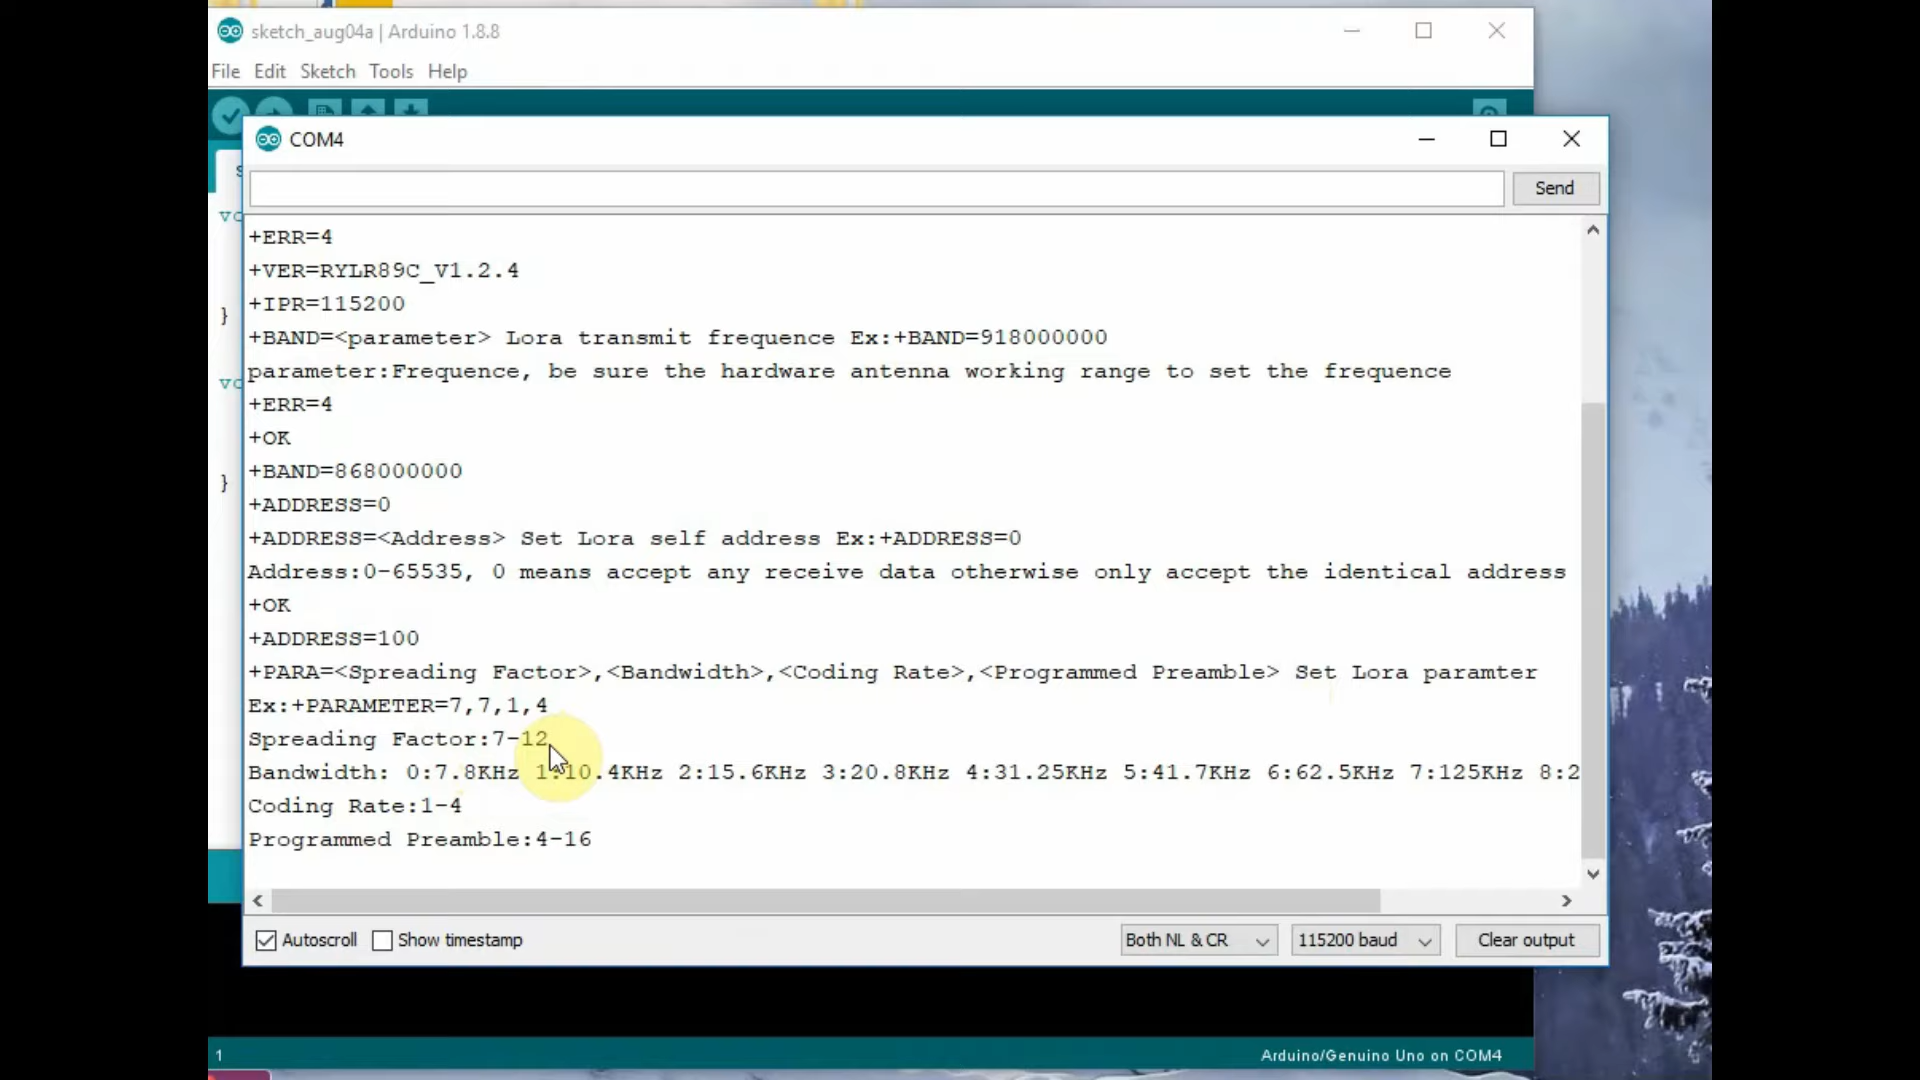 sketch_aug04a | Arduino 1.8.8
File Edit Sketch Tools Help
COM4
Send
+ERR=4
+VER=RYLR89C_V1.2.4
+IPR=115200
+BAND=<parameter> Lora transmit frequence Ex:+BAND=918000000
parameter:Frequence, be sure the hardware antenna working range to set the frequence
+ERR=4
+OK
+BAND=868000000
+ADDRESS=0
+ADDRESS=<Address> Set Lora self address Ex:+ADDRESS=0
Address:0-65535, 0 means accept any receive data otherwise only accept the identical address
+OK
+ADDRESS=100
+PARA=<Spreading Factor>,<Bandwidth>,<Coding Rate>,<Programmed Preamble> Set Lora paramter
Ex:+PARAMETER=7,7,1,4
Spreading Factor:7-12
Bandwidth: 0:7.8KHz 1:10.4KHz 2:15.6KHz 3:20.8KHz 4:31.25KHz 5:41.7KHz 6:62.5KHz 7:125KHz 8:2
Coding Rate:1-4
Programmed Preamble:4-16
}
}
Autoscroll Show timestamp Both NL & CR 115200 baud Clear output
1 Arduino/Genuino Uno on COM4